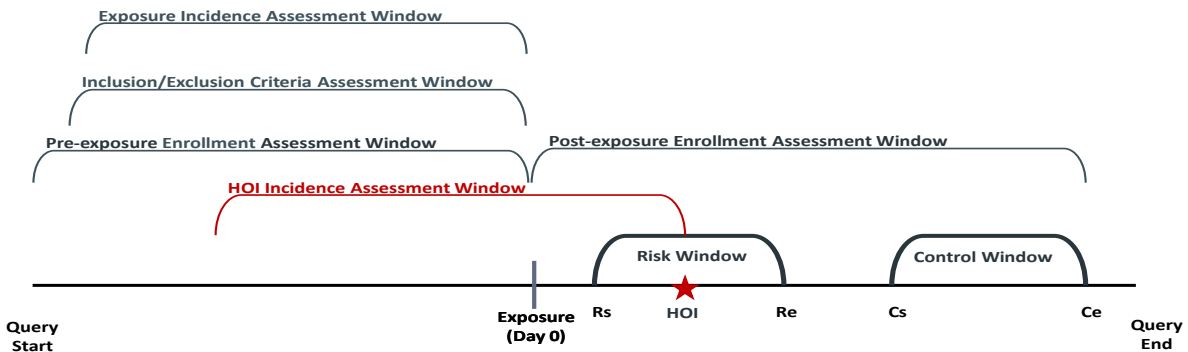 Exposure Incidence Assessment Window
Inclusion/Exclusion Criteria Assessment Window
Pre-exposure Enrollment Assessment Window
Post-exposure Enrollment Assessment Window
HOI Incidence Assessment Window
Risk Window
Control Window
Query
Start
Exposure
(Day 0)
Rs
HOI
Re
Cs
Ce
Query
End